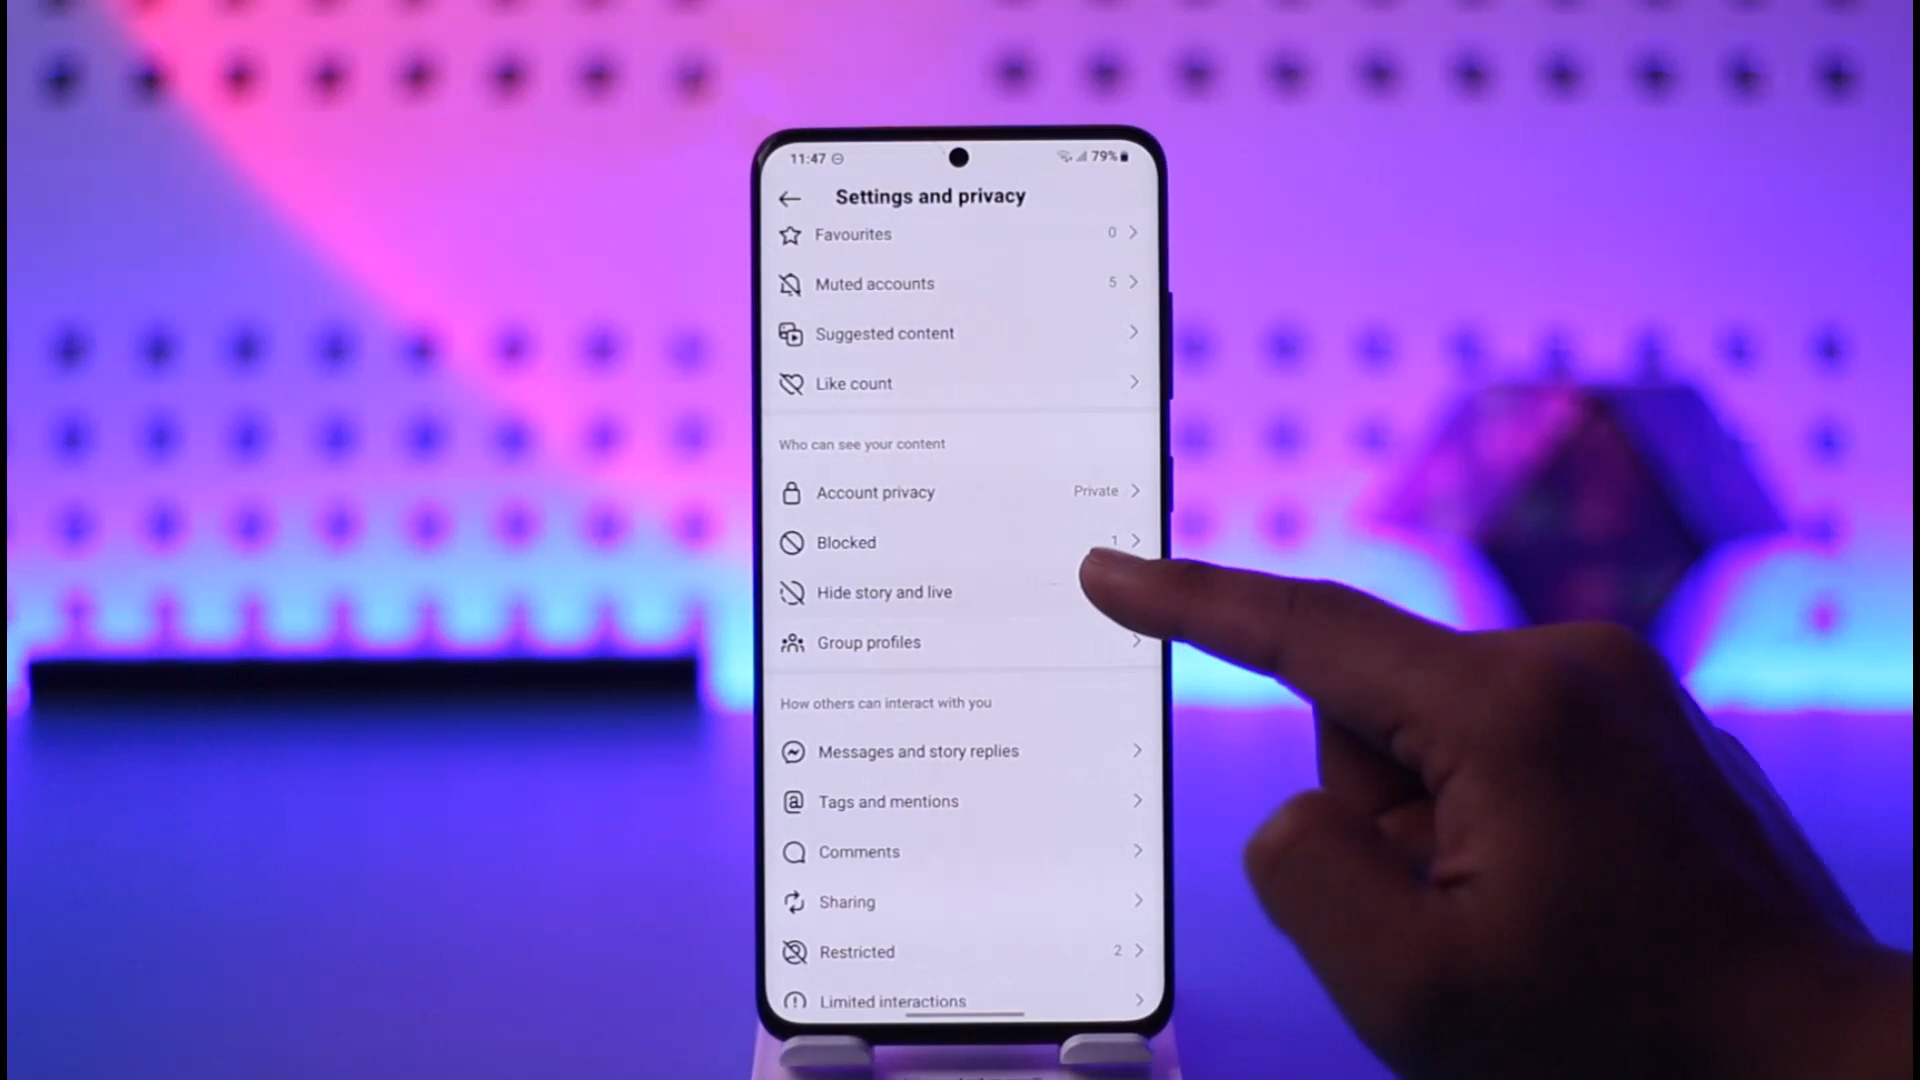 11:47
79%
Settings and privacy
Favourites 0
Muted accounts 5
Suggested content
Like count
Who can see your content
Account privacy Private
Blocked 1
Hide story and live
Group profiles
How others can interact with you
Messages and story replies
Tags and mentions
Comments
Sharing
Restricted 2
Limited interactions